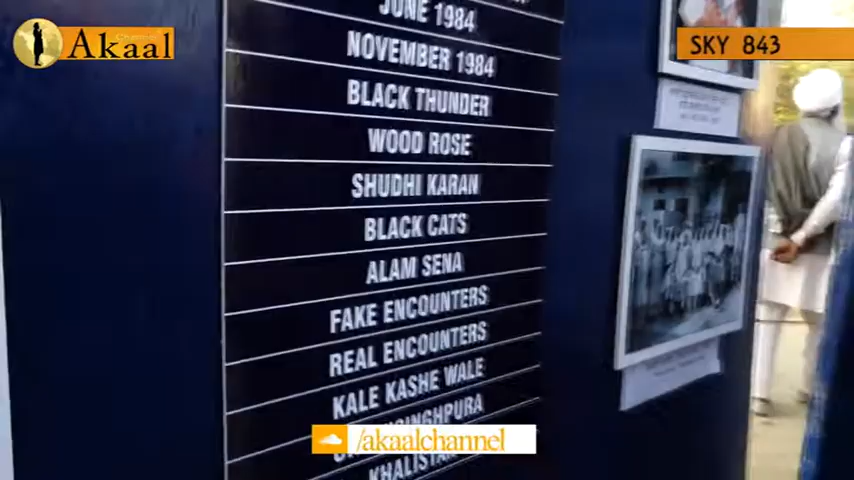 Channel
Akaal
SKY 843
JUNE 1984
NOVEMBER 1984
BLACK THUNDER
WOOD ROSE
SHUDHI KARAN
BLACK CATS
ALAM SENA
FAKE ENCOUNTERS
REAL ENCOUNTERS
KALE KASHE WALE
/akaalchannel